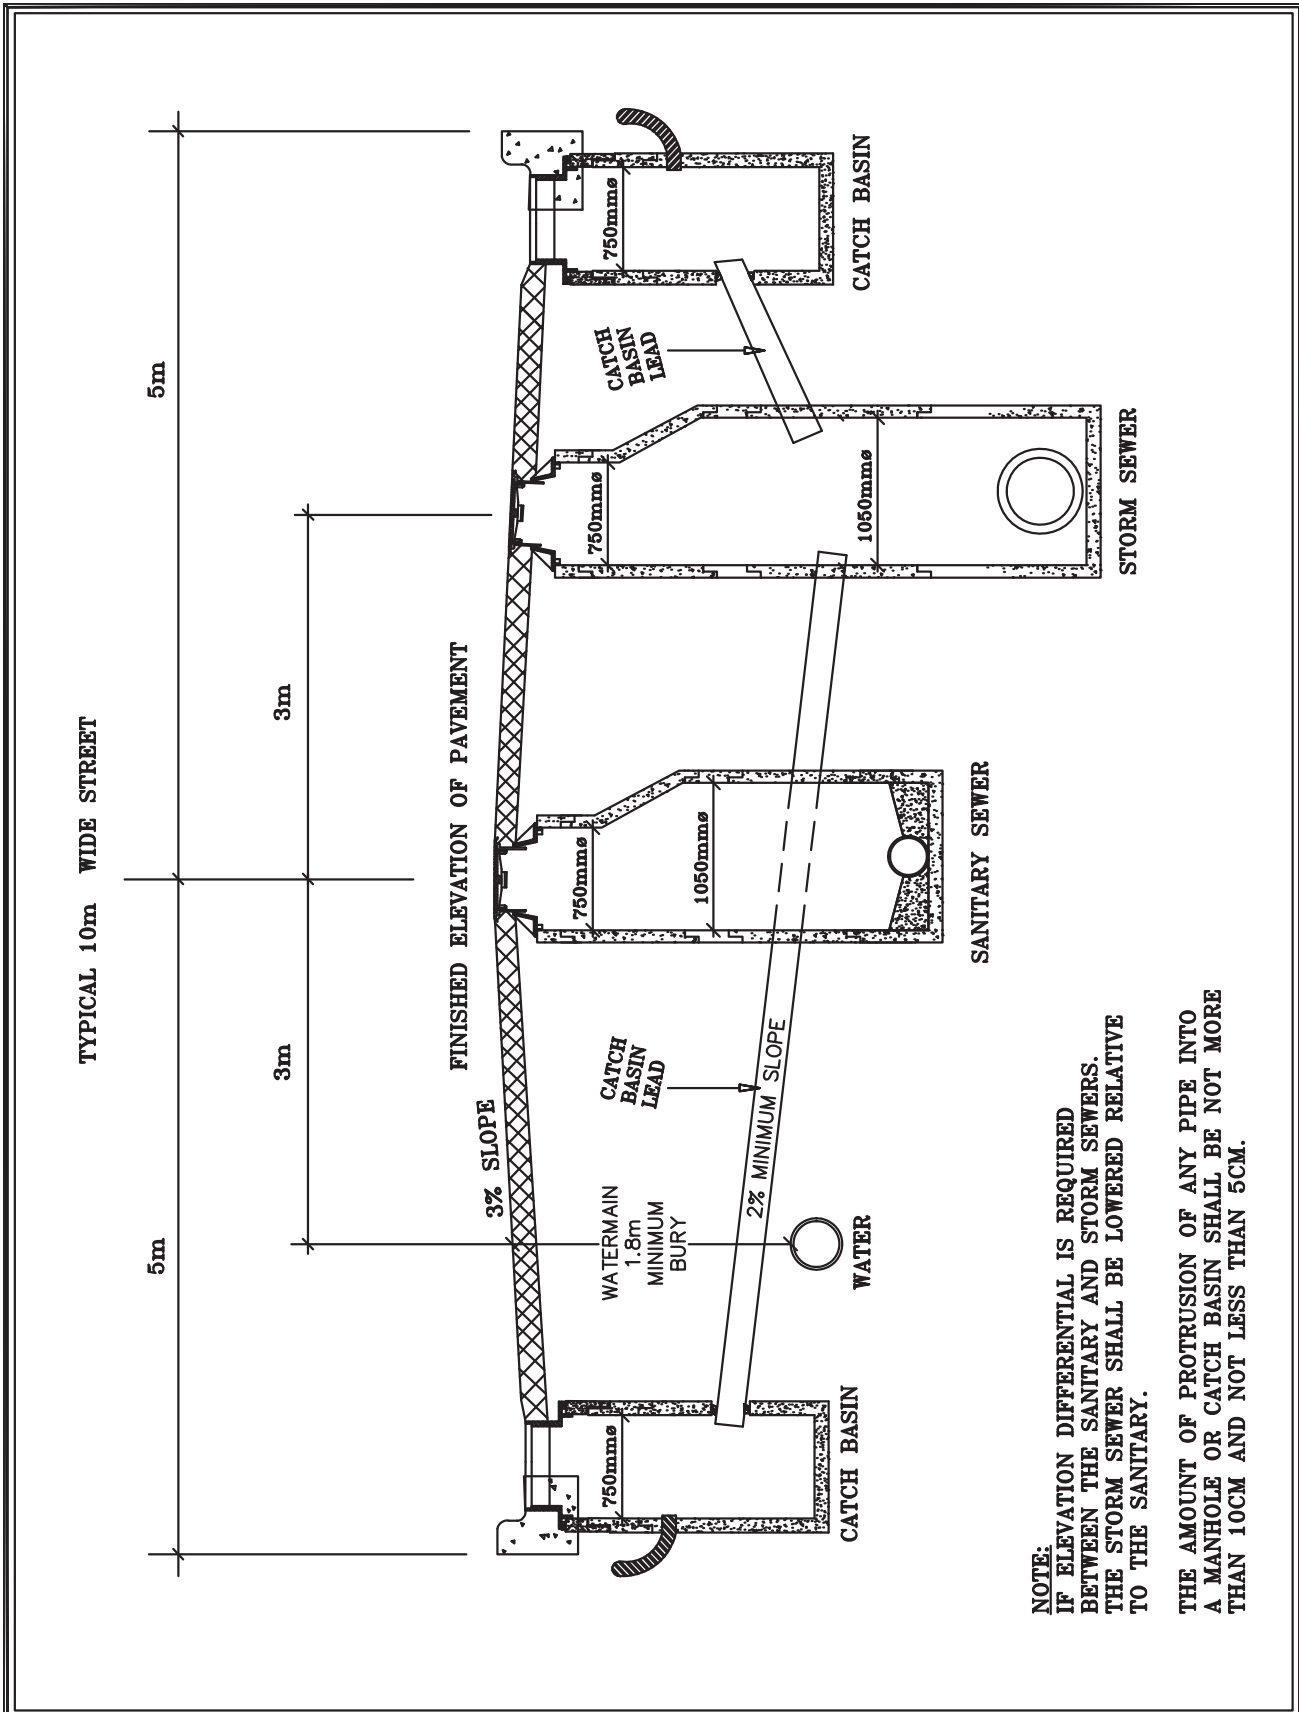 TYPICAL 10m WIDE STREET
5m
5m
3m
3m
FINISHED ELEVATION OF PAVEMENT
3% SLOPE
WATERMAIN
1.8m
MINIMUM
BURY
CATCH
BASIN
LEAD
CATCH
BASIN
LEAD
750mmø
750mmø
750mmø
750mmø
1050mmø
1050mmø
2% MINIMUM SLOPE
CATCH BASIN
WATER
SANITARY SEWER
STORM SEWER
CATCH BASIN
NOTE:
IF ELEVATION DIFFERENTIAL IS REQUIRED
BETWEEN THE SANITARY AND STORM SEWERS.
THE STORM SEWER SHALL BE LOWERED RELATIVE
TO THE SANITARY.
THE AMOUNT OF PROTRUSION OF ANY PIPE INTO
A MANHOLE OR CATCH BASIN SHALL BE NOT MORE
THAN 10CM AND NOT LESS THAN 5CM.